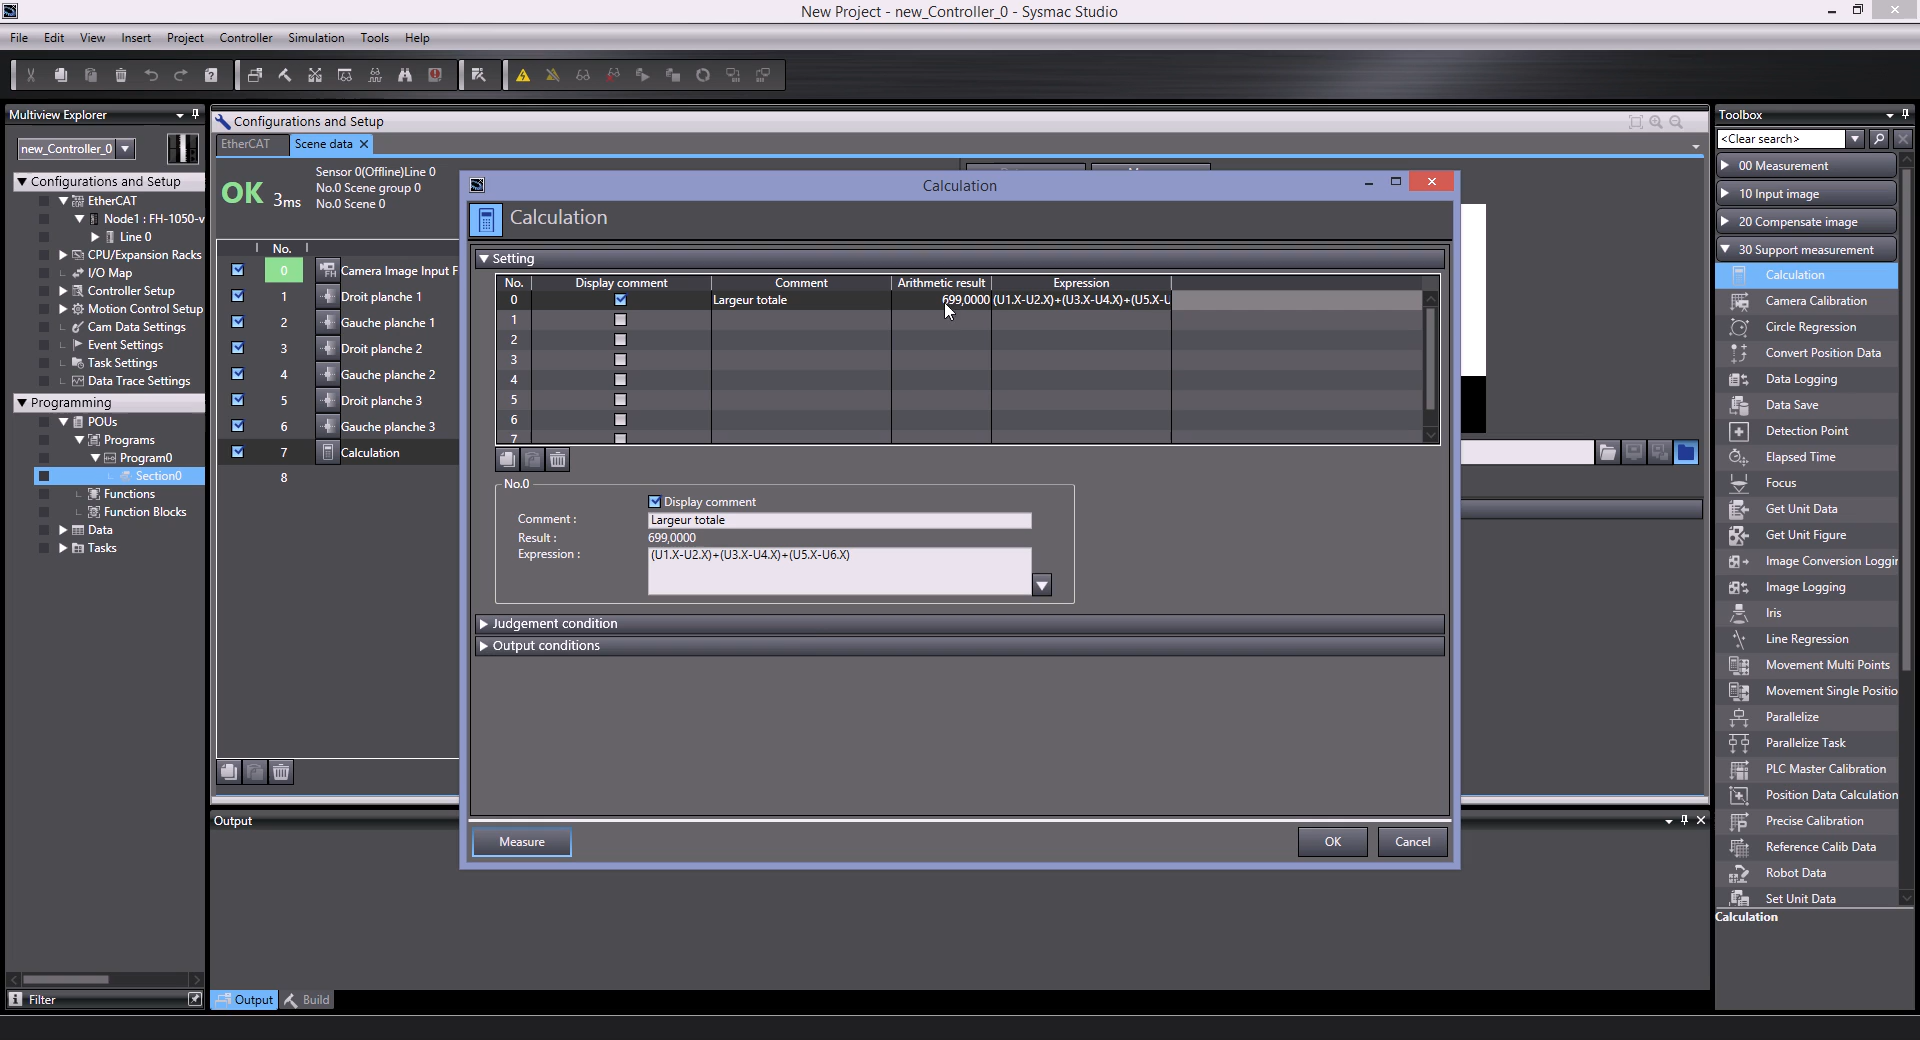 New Project - new_Controller_0 - Sysmac Studio
File Edit View Insert Project Controller Simulation Tools Help
Multiview Explorer
new_Controller_0
Configurations and Setup
EtherCAT
Node1 : FH-1050-v
Line 0
CPU/Expansion Racks
I/O Map
Controller Setup
Motion Control Setup
Cam Data Settings
Event Settings
Task Settings
Data Trace Settings
Programming
POUs
Programs
Program0
Section0
Functions
Function Blocks
Data
Tasks
Filter
Configurations and Setup
EtherCAT Scene data
OK 3ms
Sensor 0(Offline)Line 0
No.0 Scene group 0
No.0 Scene 0
No.
0 Camera Image Input F
1 Droit planche 1
2 Gauche planche 1
3 Droit planche 2
4 Gauche planche 2
5 Droit planche 3
6 Gauche planche 3
7 Calculation
8
Calculation
Calculation
Setting
No. Display comment Comment Arithmetic result Expression
0 Largeur totale 699,0000 (U1.X-U2.X)+(U3.X-U4.X)+(U5.X-U
1
2
3
4
5
6
7
No.0
Display comment
Comment : Largeur totale
Result : 699,0000
Expression : (U1.X-U2.X)+(U3.X-U4.X)+(U5.X-U6.X)
Judgement condition
Output conditions
Measure OK Cancel
Output
Output Build
Toolbox
<Clear search>
00 Measurement
10 Input image
20 Compensate image
30 Support measurement
Calculation
Camera Calibration
Circle Regression
Convert Position Data
Data Logging
Data Save
Detection Point
Elapsed Time
Focus
Get Unit Data
Get Unit Figure
Image Conversion Loggir
Image Logging
Iris
Line Regression
Movement Multi Points
Movement Single Positio
Parallelize
Parallelize Task
PLC Master Calibration
Position Data Calculation
Precise Calibration
Reference Calib Data
Robot Data
Set Unit Data
Calculation